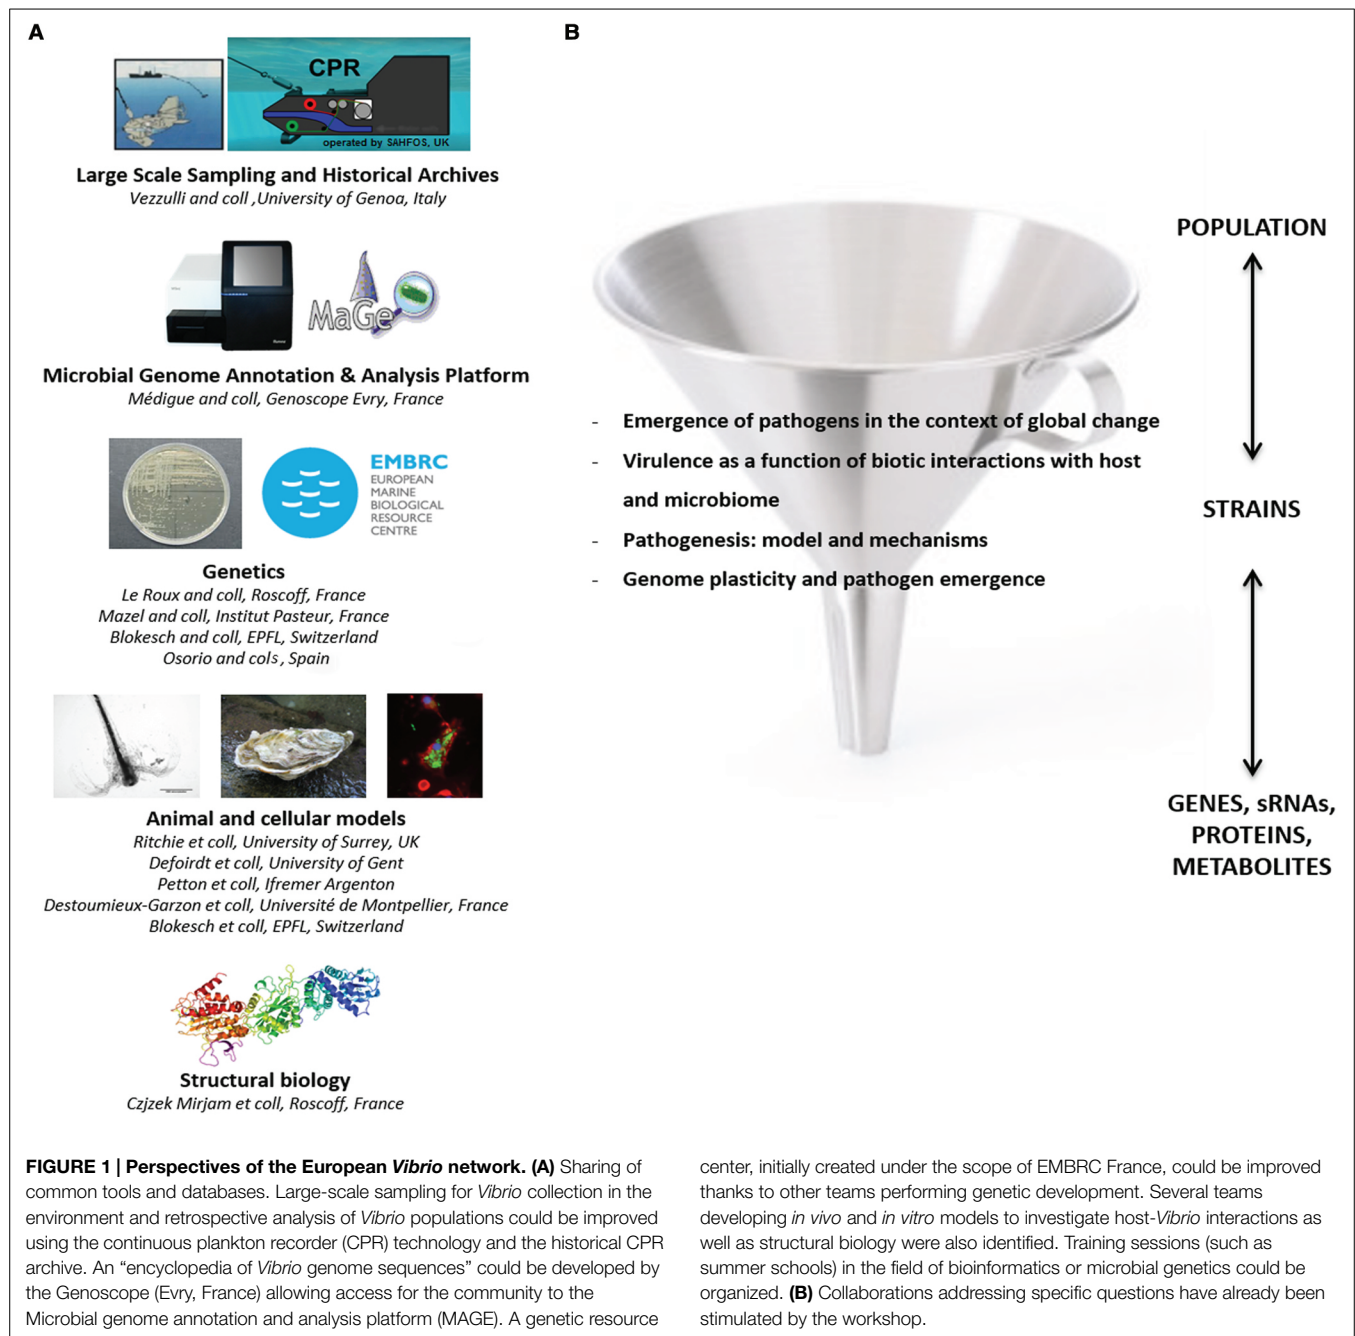 A
CPR
operated by SAHFOS, UK
Large Scale Sampling and Historical Archives
Vezzulli and coll ,University of Genoa, Italy
MaGe
Microbial Genome Annotation & Analysis Platform
Médigue and coll, Genoscope Evry, France
EMBRC
EUROPEAN
MARINE
BIOLOGICAL
RESOURCE
CENTRE
Genetics
Le Roux and coll, Roscoff, France
Mazel and coll, Institut Pasteur, France
Blokesch and coll, EPFL, Switzerland
Osorio and cols, Spain
Animal and cellular models
Ritchie et coll, University of Surrey, UK
Defoirdt et coll, University of Gent
Petton et coll, Ifremer Argenton
Destoumieux-Garzon et coll, Université de Montpellier, France
Blokesch et coll, EPFL, Switzerland
Structural biology
Czjzek Mirjam et coll, Roscoff, France
B
- Emergence of pathogens in the context of global change
- Virulence as a function of biotic interactions with host
and microbiome
- Pathogenesis: model and mechanisms
- Genome plasticity and pathogen emergence
POPULATION
STRAINS
GENES, sRNAs,
PROTEINS,
METABOLITES
FIGURE 1 | Perspectives of the European Vibrio network. (A) Sharing of
common tools and databases. Large-scale sampling for Vibrio collection in the
environment and retrospective analysis of Vibrio populations could be improved
using the continuous plankton recorder (CPR) technology and the historical CPR
archive. An “encyclopedia of Vibrio genome sequences” could be developed by
the Genoscope (Evry, France) allowing access for the community to the
Microbial genome annotation and analysis platform (MAGE). A genetic resource
center, initially created under the scope of EMBRC France, could be improved
thanks to other teams performing genetic development. Several teams
developing in vivo and in vitro models to investigate host-Vibrio interactions as
well as structural biology were also identified. Training sessions (such as
summer schools) in the field of bioinformatics or microbial genetics could be
organized. (B) Collaborations addressing specific questions have already been
stimulated by the workshop.